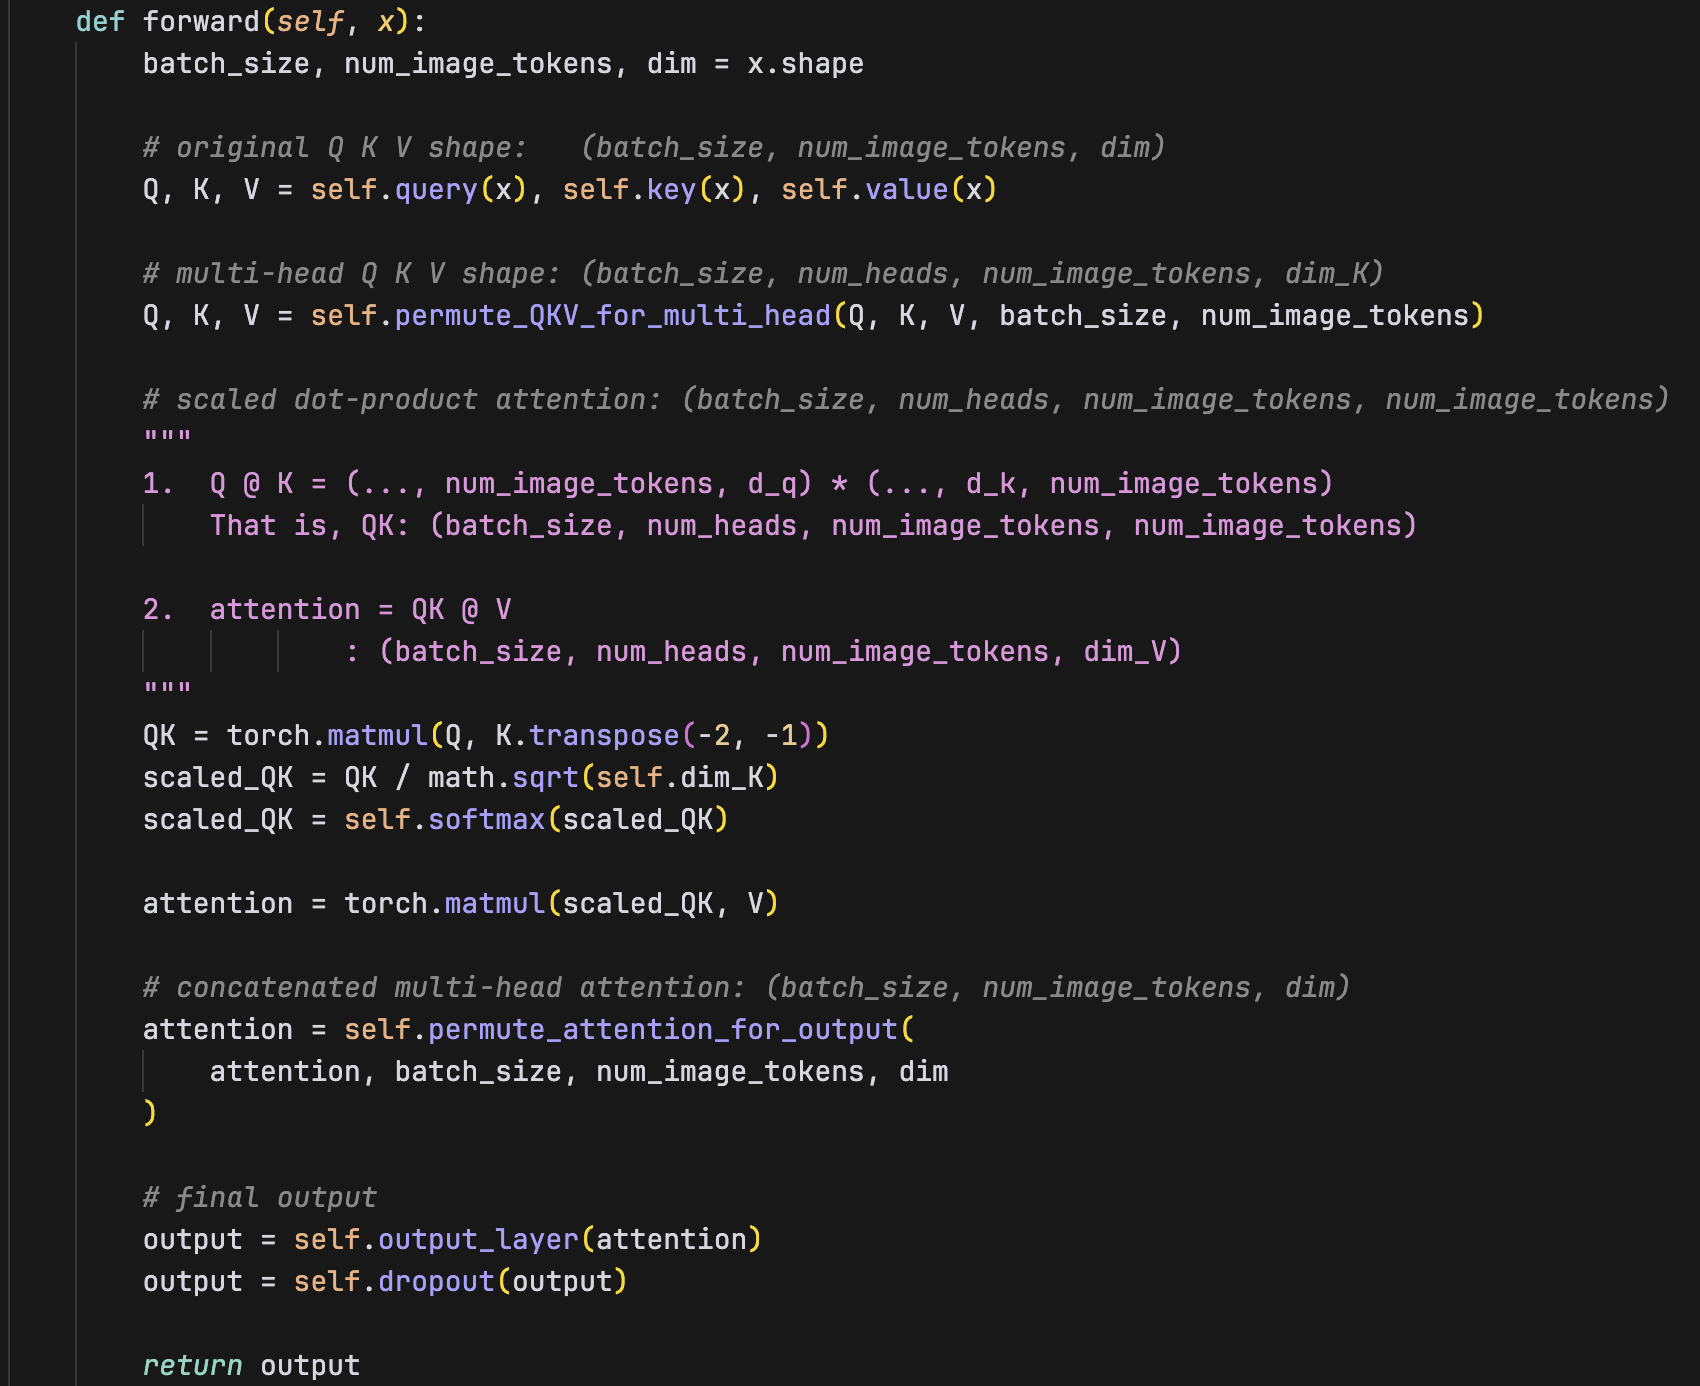 def forward(self, x):
batch_size, num_image_tokens, dim = x.shape
# original Q K V shape:   (batch_size, num_image_tokens, dim)
Q, K, V = self.query(x), self.key(x), self.value(x)
# multi-head Q K V shape: (batch_size, num_heads, num_image_tokens, dim_K)
Q, K, V = self.permute_QKV_for_multi_head(Q, K, V, batch_size, num_image_tokens)
# scaled dot-product attention: (batch_size, num_heads, num_image_tokens, num_image_tokens)
"""
1.  Q @ K = (..., num_image_tokens, d_q) * (..., d_k, num_image_tokens)
That is, QK: (batch_size, num_heads, num_image_tokens, num_image_tokens)
2.  attention = QK @ V
: (batch_size, num_heads, num_image_tokens, dim_V)
"""
QK = torch.matmul(Q, K.transpose(-2, -1))
scaled_QK = QK / math.sqrt(self.dim_K)
scaled_QK = self.softmax(scaled_QK)
attention = torch.matmul(scaled_QK, V)
# concatenated multi-head attention: (batch_size, num_image_tokens, dim)
attention = self.permute_attention_for_output(
attention, batch_size, num_image_tokens, dim
)
# final output
output = self.output_layer(attention)
output = self.dropout(output)
return output